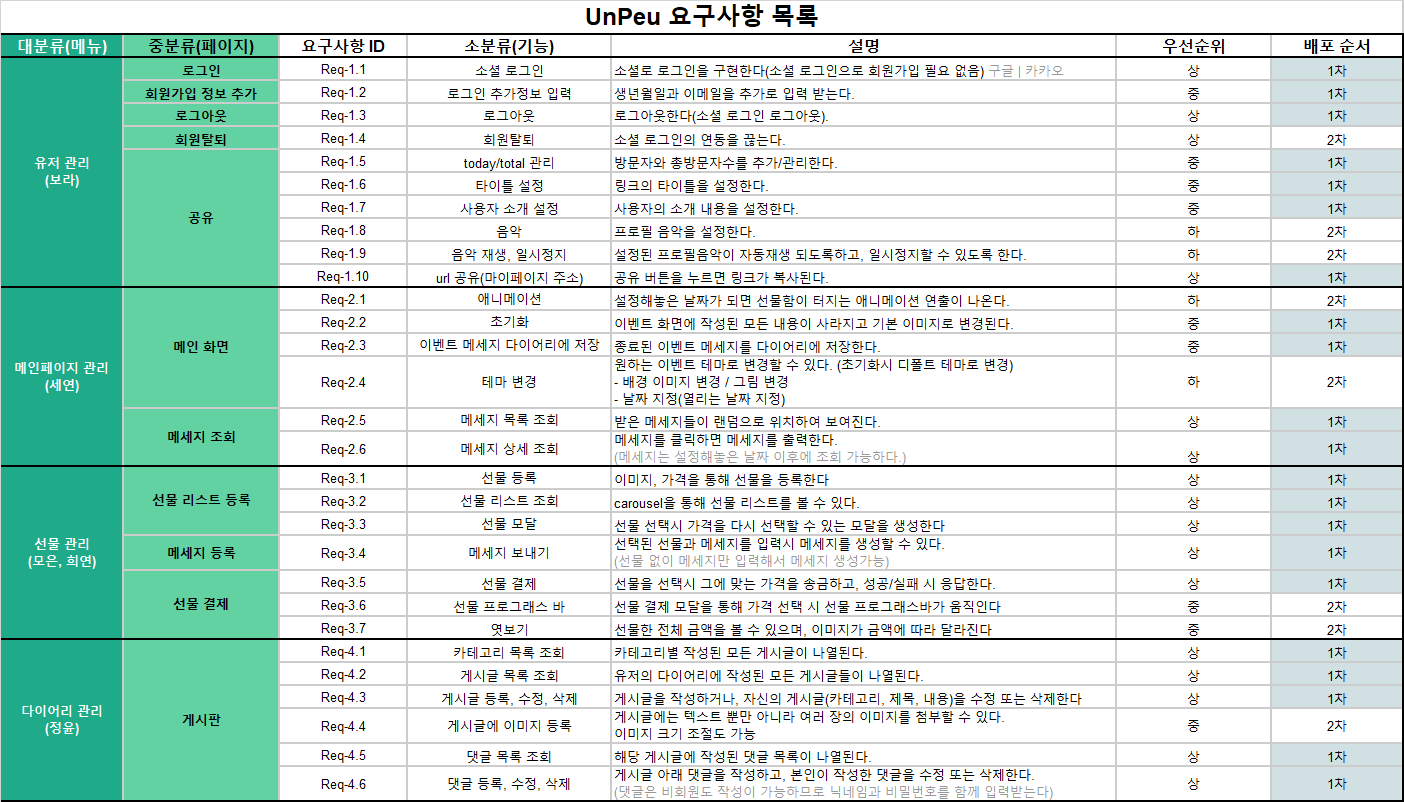 UnPeu 요구사항 목록
대분류(메뉴) 중분류(페이지) 요구사항 ID 소분류(기능) 설명 우선순위 배포 순서
유저 관리
(보라)
로그인 Req-1.1 소셜 로그인 소셜로 로그인을 구현한다(소셜 로그인으로 회원가입 필요 없음) 구글 | 카카오 상 1차
회원가입 정보 추가 Req-1.2 로그인 추가정보 입력 생년월일과 이메일을 추가로 입력 받는다. 중 1차
로그아웃 Req-1.3 로그아웃 로그아웃한다(소셜 로그인 로그아웃). 상 1차
회원탈퇴 Req-1.4 회원탈퇴 소셜 로그인의 연동을 끊는다. 상 2차
공유
Req-1.5 today/total 관리 방문자와 총방문자수를 추가/관리한다. 중 1차
Req-1.6 타이틀 설정 링크의 타이틀을 설정한다. 중 1차
Req-1.7 사용자 소개 설정 사용자의 소개 내용을 설정한다. 중 1차
Req-1.8 음악 프로필 음악을 설정한다. 하 2차
Req-1.9 음악 재생, 일시정지 설정된 프로필음악이 자동재생 되도록하고, 일시정지할 수 있도록 한다. 하 2차
Req-1.10 url 공유(마이페이지 주소) 공유 버튼을 누르면 링크가 복사된다. 상 1차
메인페이지 관리
(세연)
메인 화면
Req-2.1 애니메이션 설정해놓은 날짜가 되면 선물함이 터지는 애니메이션 연출이 나온다. 하 2차
Req-2.2 초기화 이벤트 화면에 작성된 모든 내용이 사라지고 기본 이미지로 변경된다. 중 1차
Req-2.3 이벤트 메세지 다이어리에 저장 종료된 이벤트 메세지를 다이어리에 저장한다. 중 1차
Req-2.4 테마 변경 원하는 이벤트 테마로 변경할 수 있다. (초기화시 디폴트 테마로 변경)
- 배경 이미지 변경 / 그림 변경
- 날짜 지정(열리는 날짜 지정) 하 2차
메세지 조회
Req-2.5 메세지 목록 조회 받은 메세지들이 랜덤으로 위치하여 보여진다. 상 1차
Req-2.6 메세지 상세 조회 메세지를 클릭하면 메세지를 출력한다.
(메세지는 설정해놓은 날짜 이후에 조회 가능하다.) 상 1차
선물 관리
(모은, 희연)
선물 리스트 등록
Req-3.1 선물 등록 이미지, 가격을 통해 선물을 등록한다 상 1차
Req-3.2 선물 리스트 조회 carousel을 통해 선물 리스트를 볼 수 있다. 상 1차
Req-3.3 선물 모달 선물 선택시 가격을 다시 선택할 수 있는 모달을 생성한다 상 1차
메세지 등록 Req-3.4 메세지 보내기 선택된 선물과 메세지를 입력시 메세지를 생성할 수 있다.
(선물 없이 메세지만 입력해서 메세지 생성가능) 상 1차
선물 결제
Req-3.5 선물 결제 선물을 선택시 그에 맞는 가격을 송금하고, 성공/실패 시 응답한다. 상 1차
Req-3.6 선물 프로그래스 바 선물 결제 모달을 통해 가격 선택 시 선물 프로그래스바가 움직인다 중 2차
Req-3.7 엿보기 선물한 전체 금액을 볼 수 있으며, 이미지가 금액에 따라 달라진다 중 2차
다이어리 관리
(정윤)
게시판
Req-4.1 카테고리 목록 조회 카테고리별 작성된 모든 게시글이 나열된다. 상 1차
Req-4.2 게시글 목록 조회 유저의 다이어리에 작성된 모든 게시글들이 나열된다. 상 1차
Req-4.3 게시글 등록, 수정, 삭제 게시글을 작성하거나, 자신의 게시글(카테고리, 제목, 내용)을 수정 또는 삭제한다 상 1차
Req-4.4 게시글에 이미지 등록 게시글에는 텍스트 뿐만 아니라 여러 장의 이미지를 첨부할 수 있다.
이미지 크기 조절도 가능 중 2차
Req-4.5 댓글 목록 조회 해당 게시글에 작성된 댓글 목록이 나열된다. 상 1차
Req-4.6 댓글 등록, 수정, 삭제 게시글 아래 댓글을 작성하고, 본인이 작성한 댓글을 수정 또는 삭제한다.
(댓글은 비회원도 작성이 가능하므로 닉네임과 비밀번호를 함께 입력받는다) 상 1차